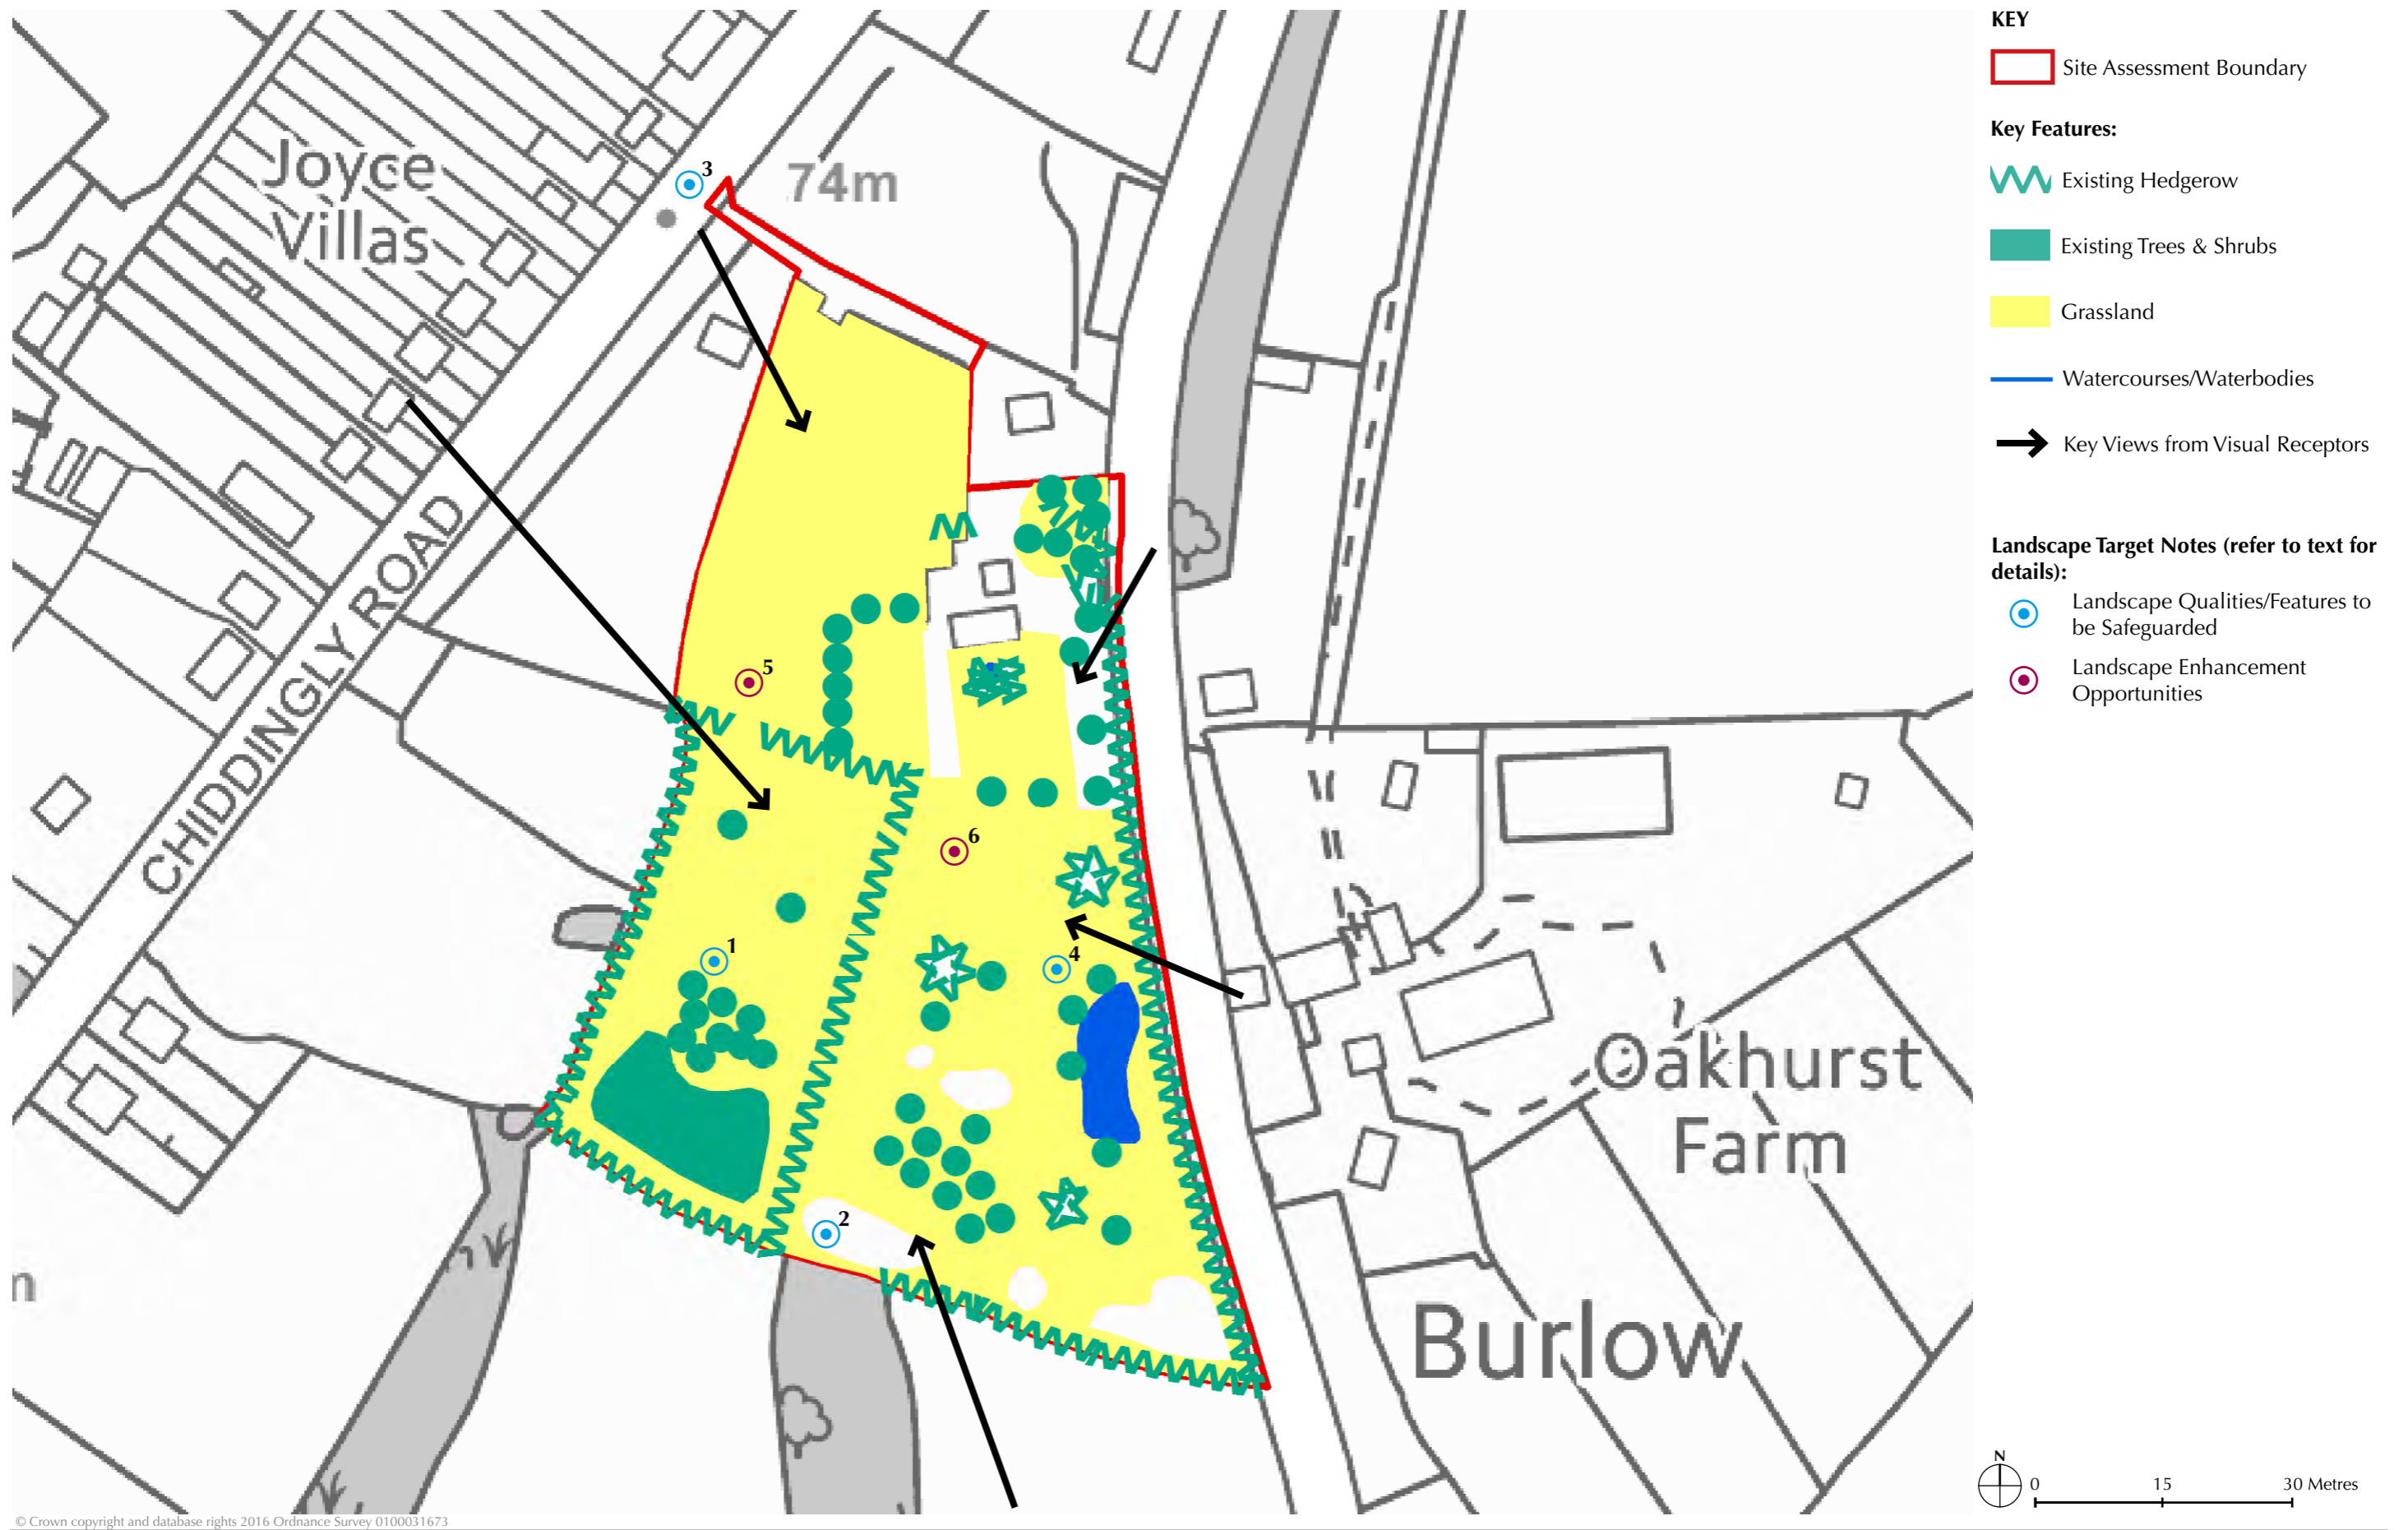 Joyce
Villas
3
74m
CHIDDINGLY ROAD
5
6
1
4
2
Oakhurst
Farm
Burlow
n
© Crown copyright and database rights 2016 Ordnance Survey 0100031673
KEY
Site Assessment Boundary
Key Features:
Existing Hedgerow
Existing Trees & Shrubs
Grassland
Watercourses/Waterbodies
Key Views from Visual Receptors
Landscape Target Notes (refer to text for
details):
Landscape Qualities/Features to
be Safeguarded
Landscape Enhancement
Opportunities
N
0 15 30 Metres